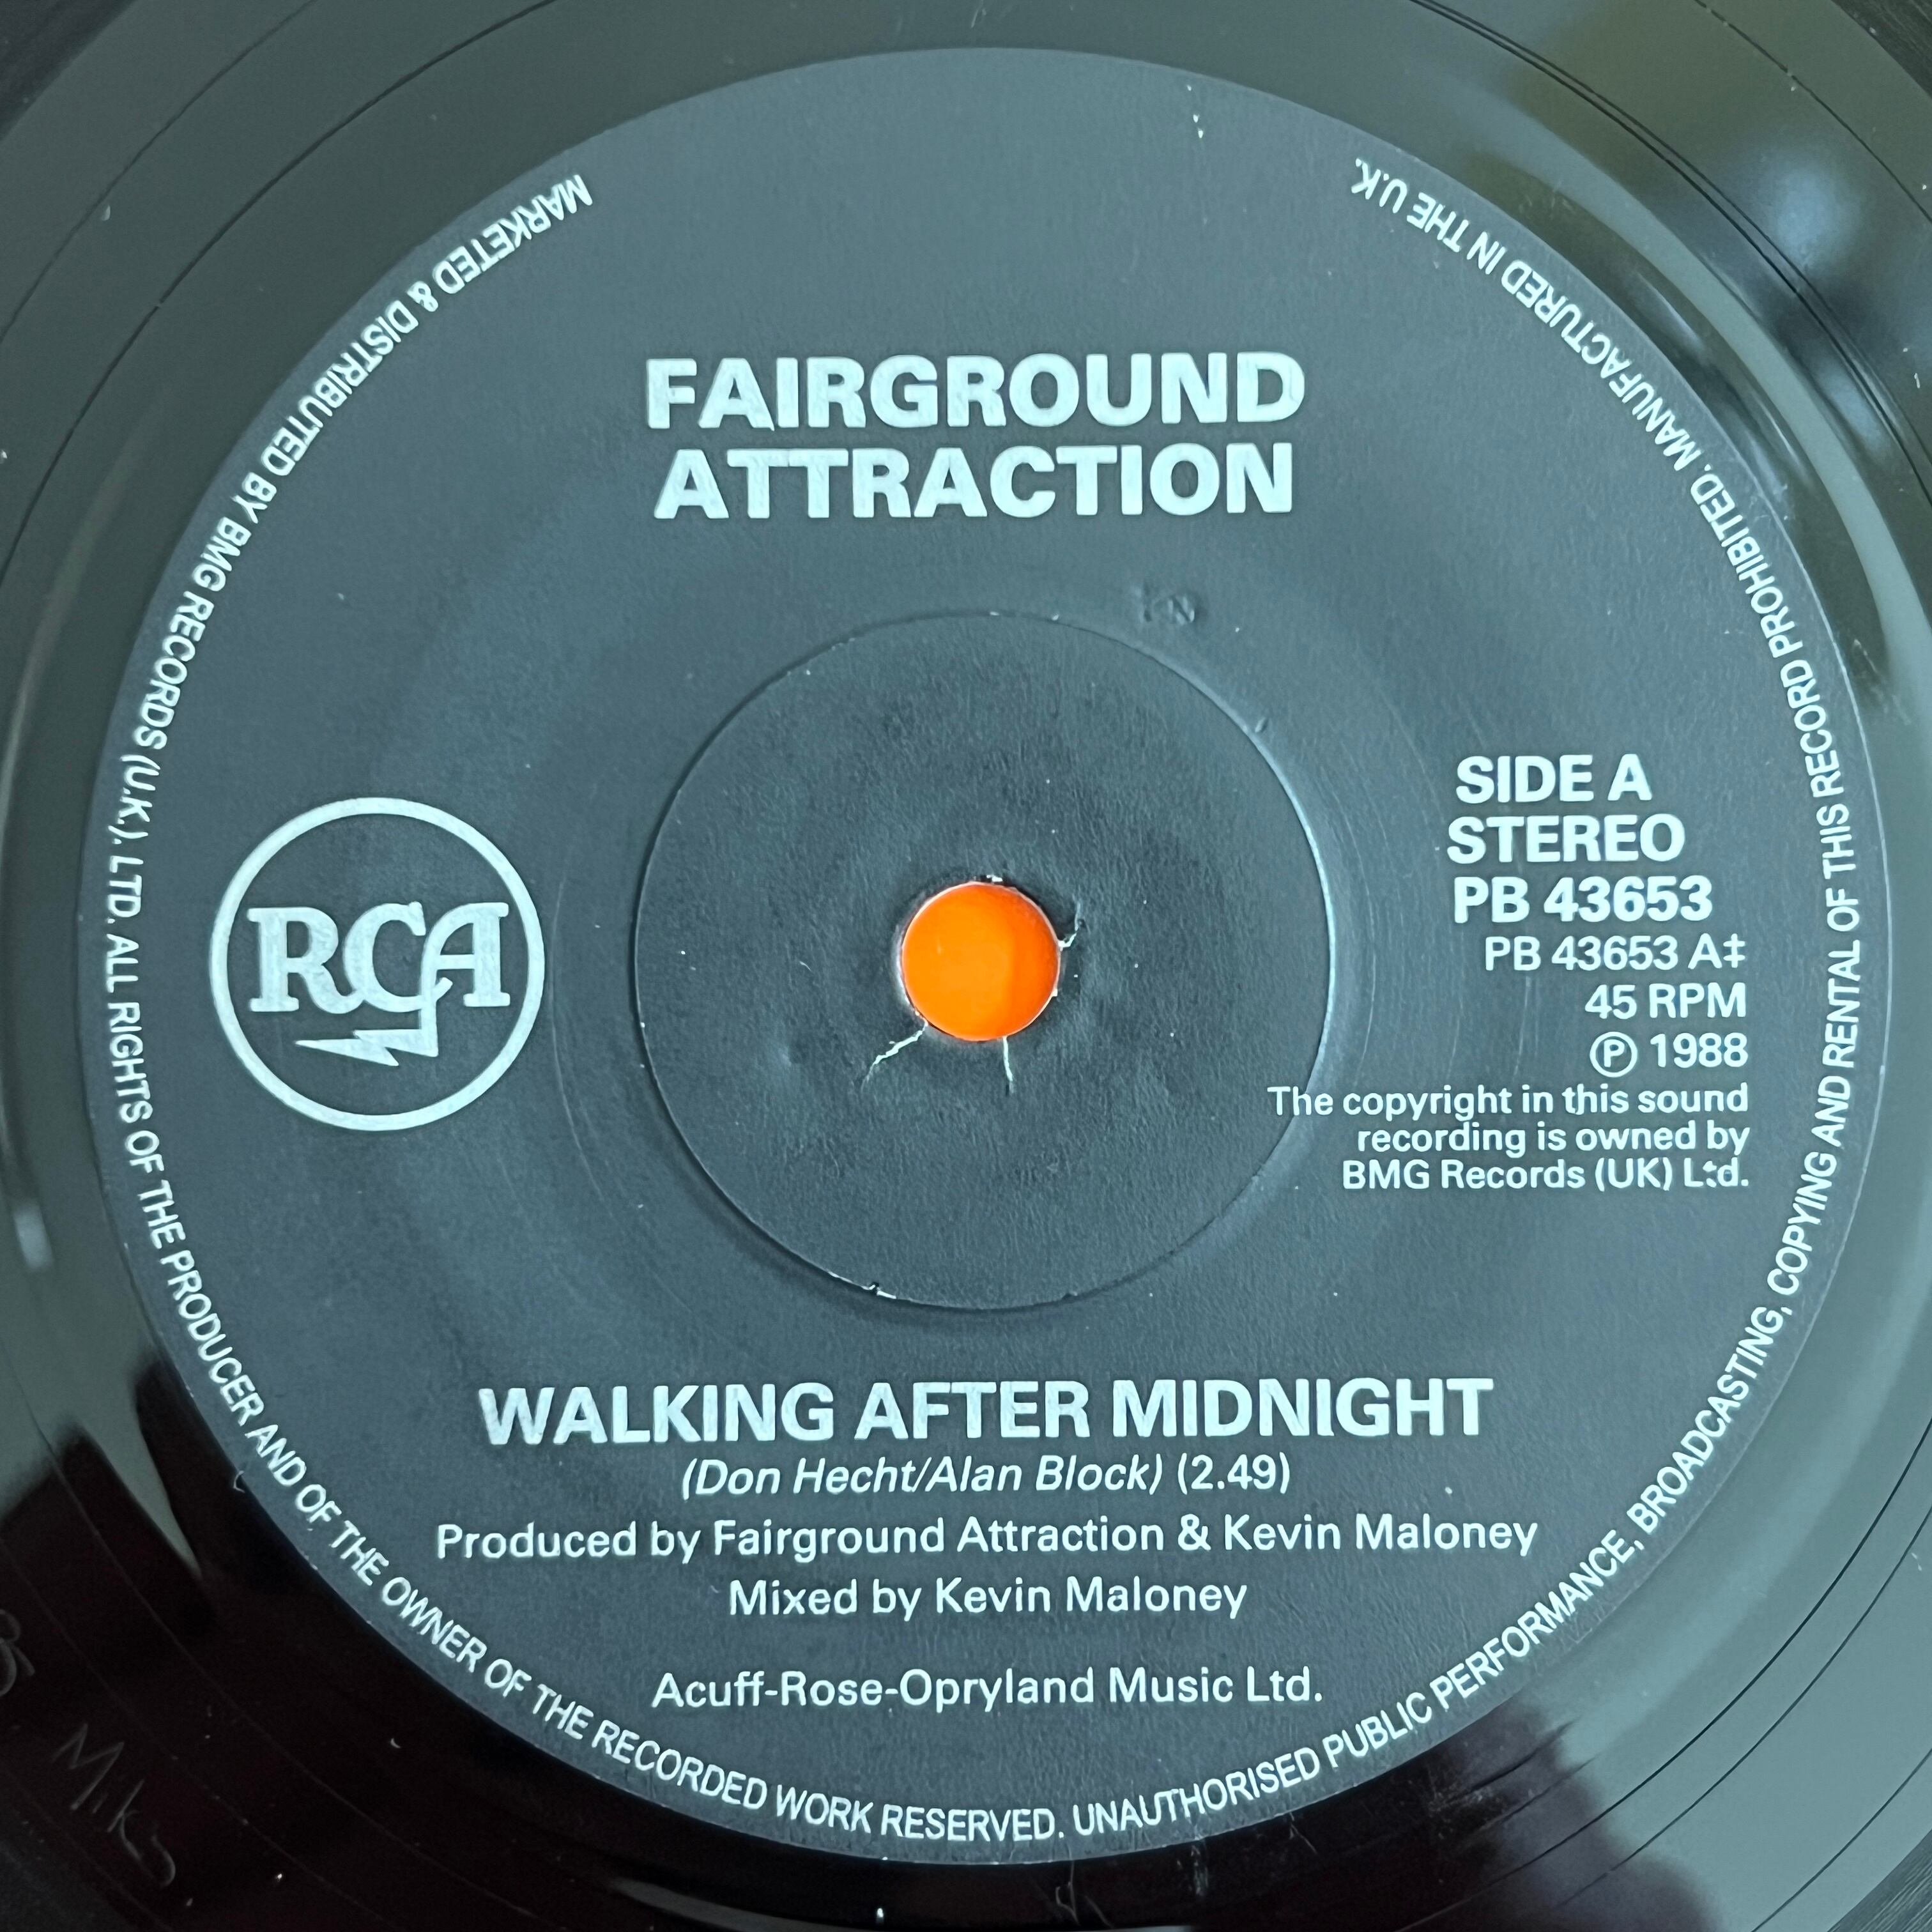 FAIRGROUND
ATTRACTION
RCA
SIDE A
STEREO
PB 43653
PB 43653 A‡
45 RPM
Ⓟ 1988
The copyright in this sound
recording is owned by
BMG Records (UK) Ltd.
WALKING AFTER MIDNIGHT
(Don Hecht/Alan Block) (2.49)
Produced by Fairground Attraction & Kevin Maloney
Mixed by Kevin Maloney
Acuff-Rose-Opryland Music Ltd.
MARKETED & DISTRIBUTED BY BMG RECORDS (U.K.). LTD. ALL RIGHTS OF THE PRODUCER AND OF THE OWNER OF THE RECORDED WORK RESERVED. UNAUTHORISED PUBLIC PERFORMANCE, BROADCASTING, COPYING AND RENTAL OF THIS RECORD PROHIBITED. MANUFACTURED IN THE U.K.